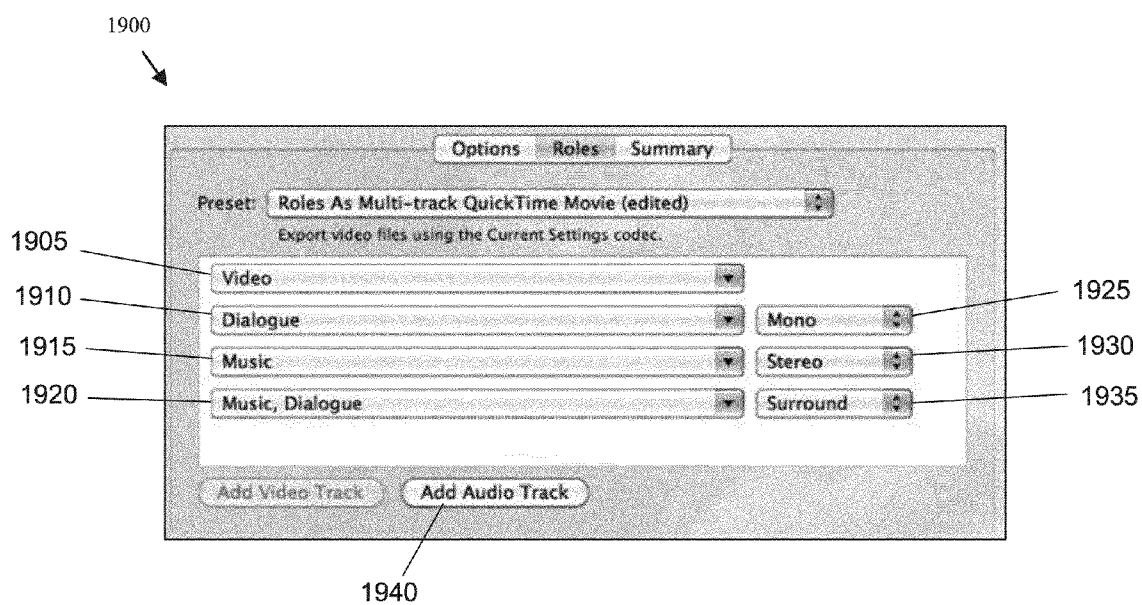 1900
Options Roles Summary
Preset: Roles As Multi-track QuickTime Movie (edited)
Export video files using the Current Settings codec.
1905 Video
1910 Dialogue Mono 1925
1915 Music Stereo 1930
1920 Music, Dialogue Surround 1935
Add Video Track Add Audio Track
1940